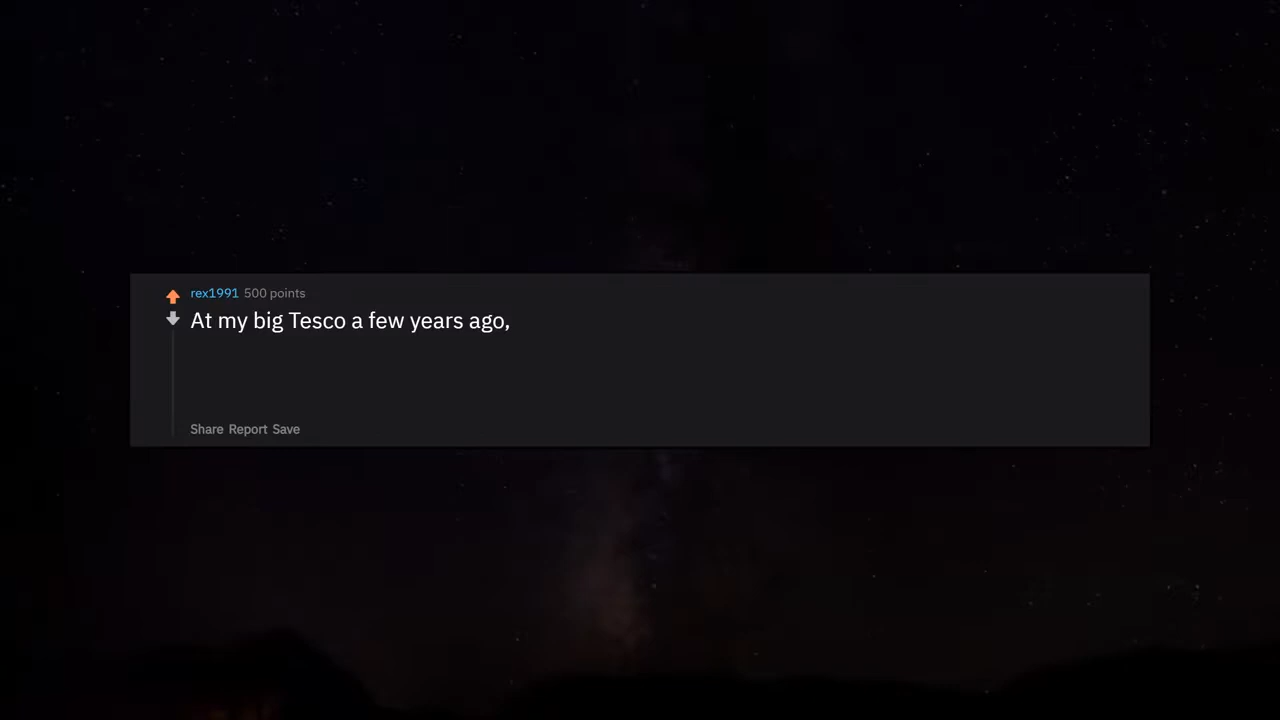 rex1991 500 points
At my big Tesco a few years ago,
Share Report Save